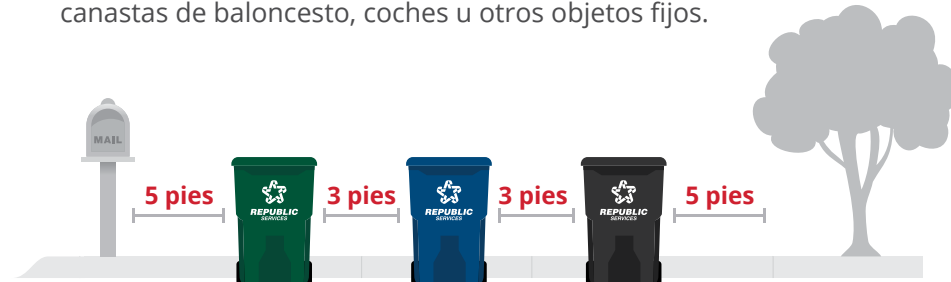 canastas de baloncesto, coches u otros objetos fijos.
MAIL
5 pies
3 pies
3 pies
5 pies
REPUBLIC
SERVICES
REPUBLIC
SERVICES
REPUBLIC
SERVICES